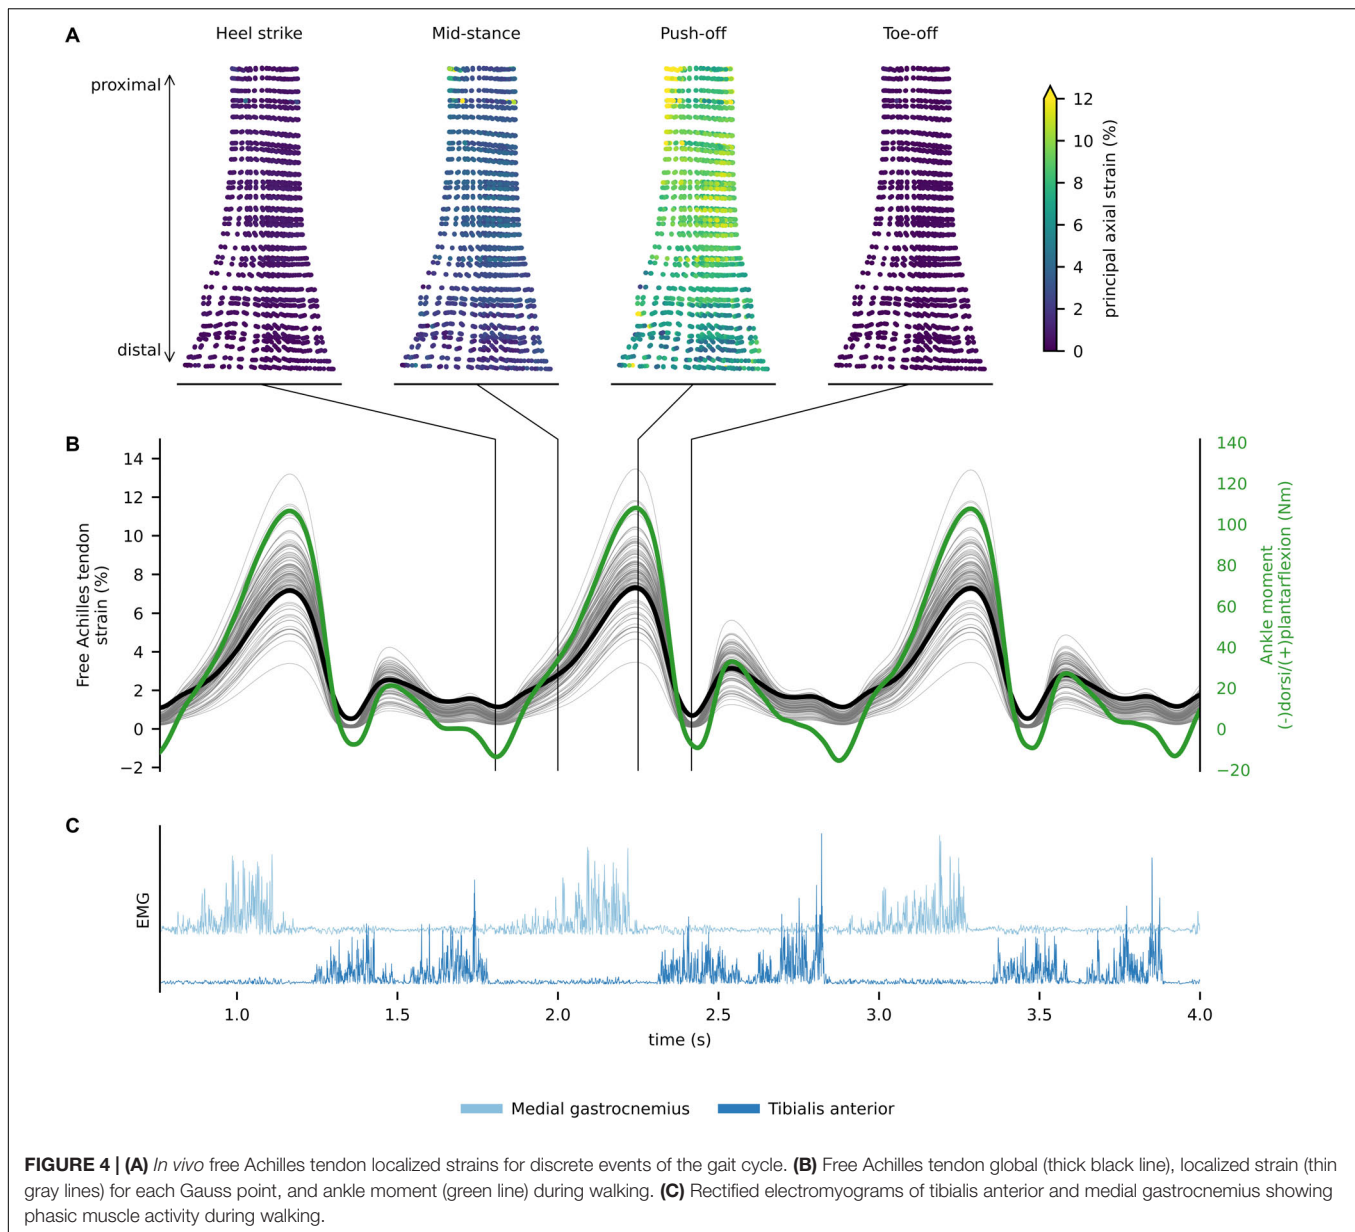 A
Heel strike
Mid-stance
Push-off
Toe-off
proximal
distal
12
10
8
6
4
2
0
principal axial strain (%)
B
14
12
10
8
6
4
2
0
−2
Free Achilles tendon
strain (%)
140
120
100
80
60
40
20
0
−20
Ankle moment
(-)dorsi/(+)plantarflexion (Nm)
C
EMG
1.0
1.5
2.0
2.5
3.0
3.5
4.0
time (s)
Medial gastrocnemius
Tibialis anterior
FIGURE 4 | (A) In vivo free Achilles tendon localized strains for discrete events of the gait cycle. (B) Free Achilles tendon global (thick black line), localized strain (thin
gray lines) for each Gauss point, and ankle moment (green line) during walking. (C) Rectified electromyograms of tibialis anterior and medial gastrocnemius showing
phasic muscle activity during walking.